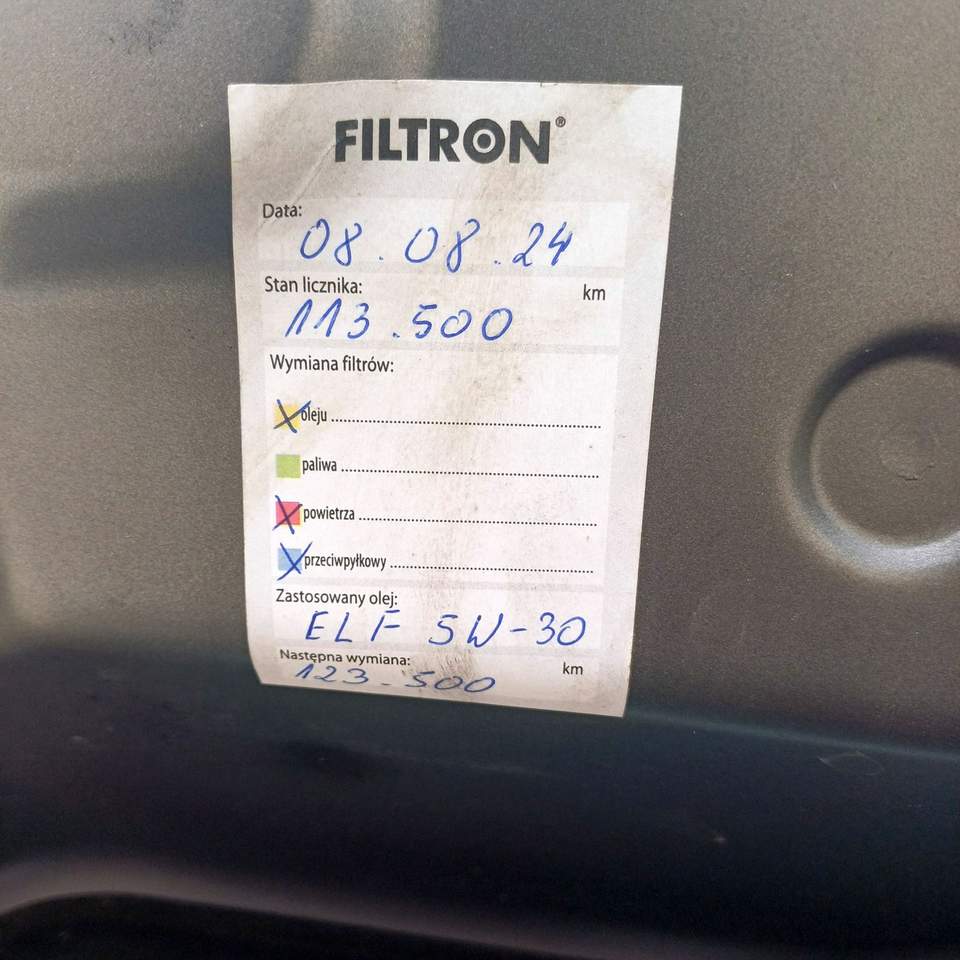 FILTRON®
Data:
08.08.24
Stan licznika:
km
113.500
Wymiana filtrów:
oleju
paliwa
powietrza
przeciwpyłkowy
Zastosowany olej:
ELF 5W-30
Następna wymiana:
km
123.500